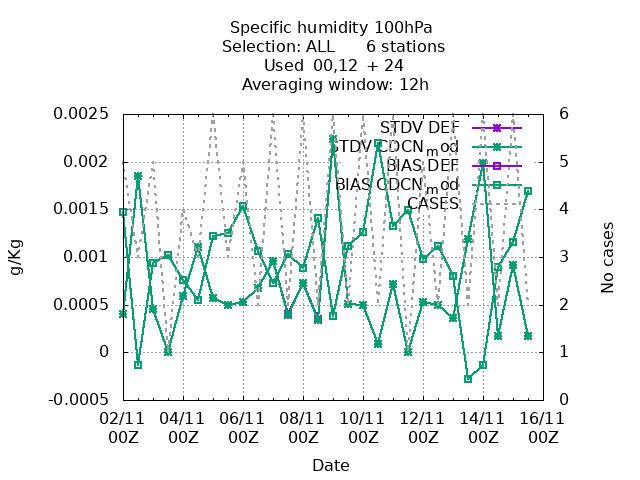 Specific humidity 100hPa
Selection: ALL 6 stations
Used 00,12 + 24
Averaging window: 12h
0.0025
0.002
0.0015
0.001
0.0005
0
-0.0005
g/Kg
STDV DEF
STDV CDCN_mod
BIAS DEF
BIAS CDCN_mod
CASES
6
5
4
3
2
1
0
No cases
02/11 04/11 06/11 08/11 10/11 12/11 14/11 16/11
00Z 00Z 00Z 00Z 00Z 00Z 00Z 00Z
Date